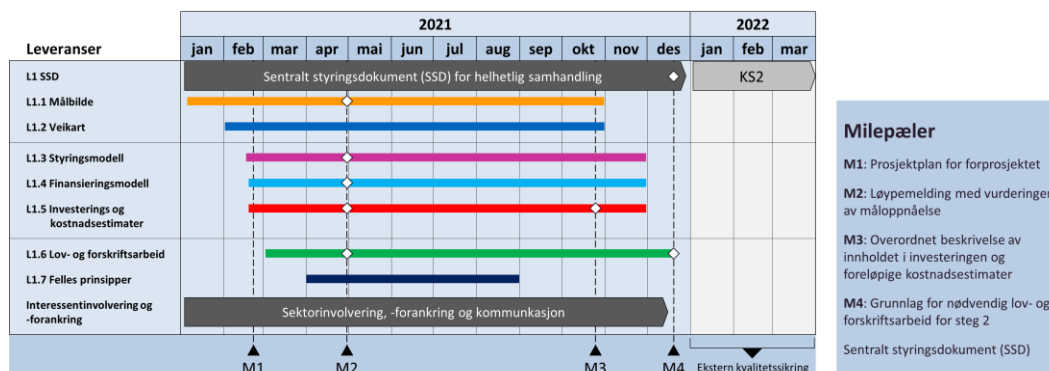 2021
2022
Leveranser
jan feb mar apr mai jun jul aug sep okt nov des jan feb mar
L1 SSD
Sentralt styringsdokument (SSD) for helhetlig samhandling
KS2
L1.1 Målbilde
L1.2 Veikart
L1.3 Styringsmodell
L1.4 Finansieringsmodell
L1.5 Investerings og
kostnadsestimater
L1.6 Lov- og forskriftsarbeid
L1.7 Felles prinsipper
Interessentinvolvering og
-forankring
Sektorinvolvering, -forankring og kommunkasjon
M1 M2 M3 M4
Ekstern kvalitetssikring
Milepæler
M1: Prosjektplan for forprosjektet
M2: Løypemelding med vurderinger
av måloppnåelse
M3: Overordnet beskrivelse av
innholdet i investeringen og
foreløpige kostnadsestimater
M4: Grunnlag for nødvendig lov- og
forskriftsarbeid for steg 2
Sentralt styringsdokument (SSD)